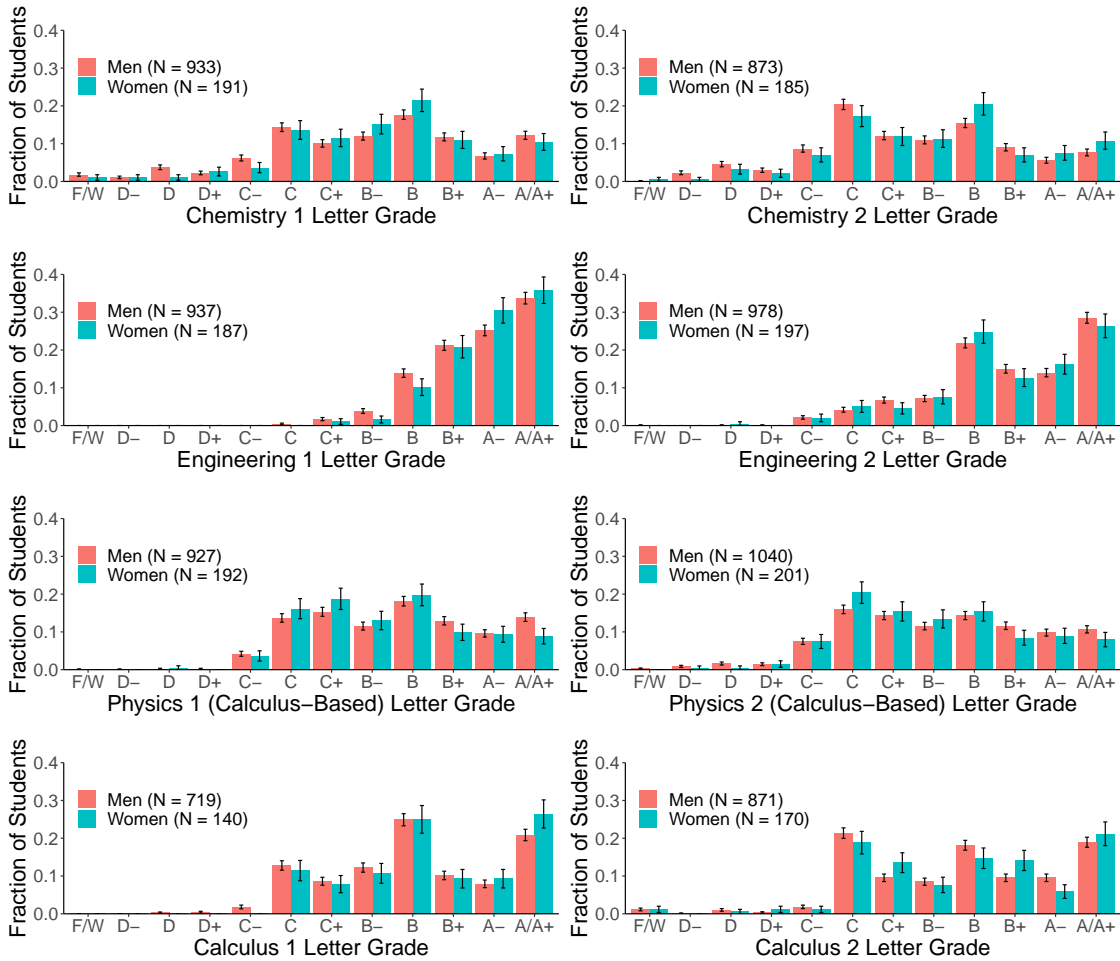 Fraction of Students
0.4
0.3
0.2
0.1
0.0
Men (N = 933)
Women (N = 191)
F/W D− D D+ C− C C+ B− B B+ A− A/A+
Chemistry 1 Letter Grade
Fraction of Students
0.4
0.3
0.2
0.1
0.0
Men (N = 873)
Women (N = 185)
F/W D− D D+ C− C C+ B− B B+ A− A/A+
Chemistry 2 Letter Grade
Fraction of Students
0.4
0.3
0.2
0.1
0.0
Men (N = 937)
Women (N = 187)
F/W D− D D+ C− C C+ B− B B+ A− A/A+
Engineering 1 Letter Grade
Fraction of Students
0.4
0.3
0.2
0.1
0.0
Men (N = 978)
Women (N = 197)
F/W D− D D+ C− C C+ B− B B+ A− A/A+
Engineering 2 Letter Grade
Fraction of Students
0.4
0.3
0.2
0.1
0.0
Men (N = 927)
Women (N = 192)
F/W D− D D+ C− C C+ B− B B+ A− A/A+
Physics 1 (Calculus−Based) Letter Grade
Fraction of Students
0.4
0.3
0.2
0.1
0.0
Men (N = 1040)
Women (N = 201)
F/W D− D D+ C− C C+ B− B B+ A− A/A+
Physics 2 (Calculus−Based) Letter Grade
Fraction of Students
0.4
0.3
0.2
0.1
0.0
Men (N = 719)
Women (N = 140)
F/W D− D D+ C− C C+ B− B B+ A− A/A+
Calculus 1 Letter Grade
Fraction of Students
0.4
0.3
0.2
0.1
0.0
Men (N = 871)
Women (N = 170)
F/W D− D D+ C− C C+ B− B B+ A− A/A+
Calculus 2 Letter Grade